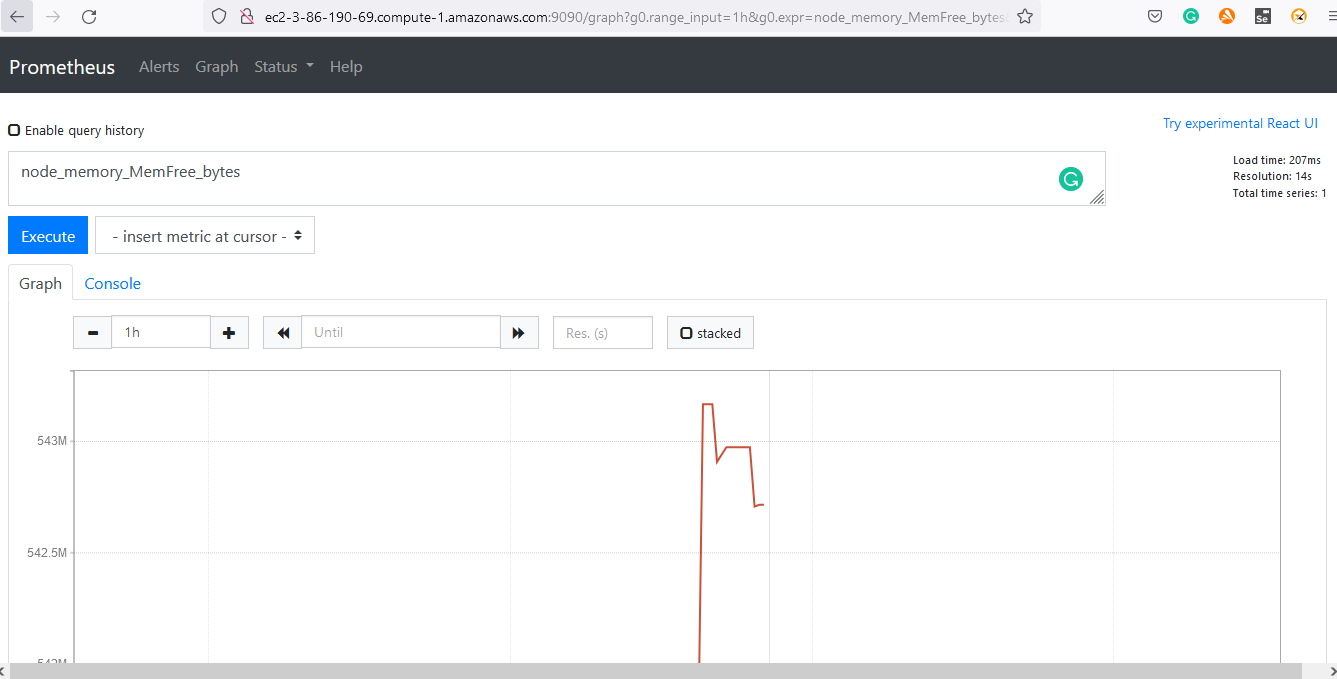 ec2-3-86-190-69.compute-1.amazonaws.com:9090/graph?g0.range_input=1h&g0.expr=node_memory_MemFree_bytes
Se
Prometheus Alerts Graph Status Help
Enable query history
Try experimental React UI
node_memory_MemFree_bytes
Load time: 207ms
Resolution: 14s
Total time series: 1
Execute - insert metric at cursor -
Graph Console
1h Until Res. (s) stacked
543M
542.5M
542M